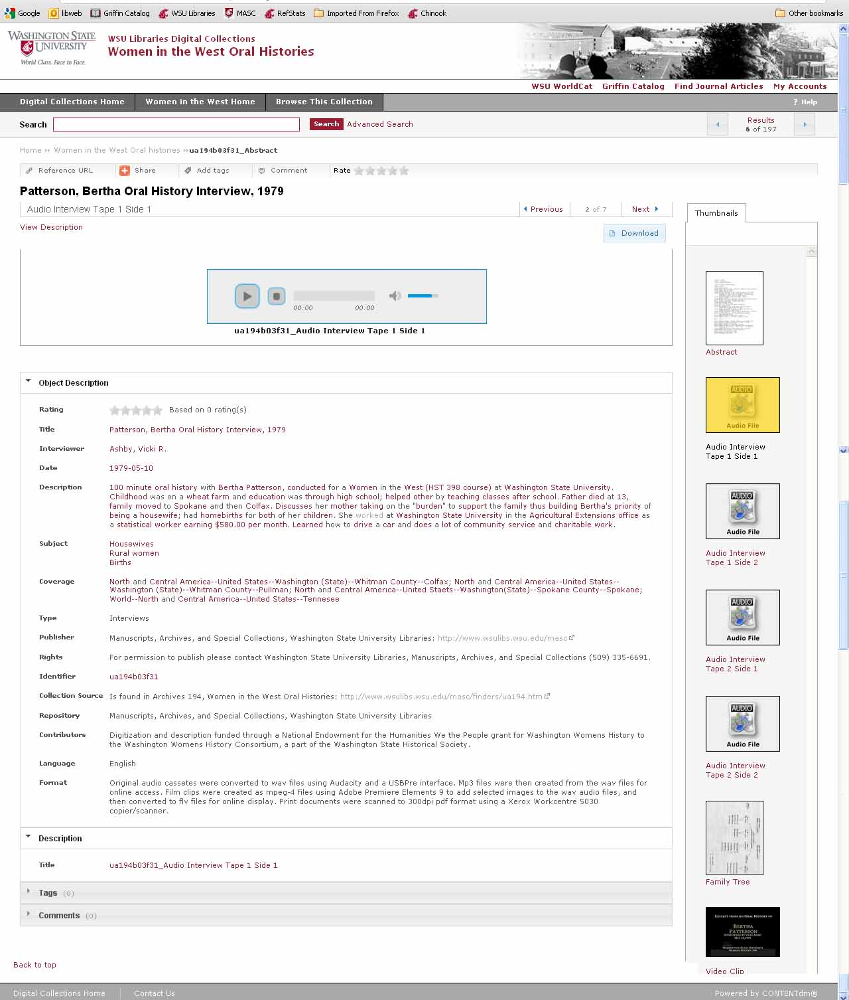 Google libweb Griffin Catalog WSU Libraries MASC RefStats Imported From Firefox Chinook Other bookmarks
WASHINGTON STATE
UNIVERSITY
World Class. Face to Face.
WSU Libraries Digital Collections
Women in the West Oral Histories
WSU WorldCat Griffin Catalog Find Journal Articles My Accounts
Digital Collections Home Women in the West Home Browse This Collection ? Help
Search Search Advanced Search
Results
6 of 197
Home »» Women in the West Oral histories »»ua194b03f31_Abstract
Reference URL Share Add tags Comment Rate
Patterson, Bertha Oral History Interview, 1979
Audio Interview Tape 1 Side 1
Previous 2 of 7 Next
View Description
Download
00:00 00:00
ua194b03f31_Audio Interview Tape 1 Side 1
Object Description
Rating Based on 0 rating(s)
Title Patterson, Bertha Oral History Interview, 1979
Interviewer Ashby, Vicki R.
Date 1979-05-10
Description 100 minute oral history with Bertha Patterson, conducted for a Women in the West (HST 398 course) at Washington State University.
Childhood was on a wheat farm and education was through high school; helped other by teaching classes after school. Father died at 13,
family moved to Spokane and then Colfax. Discusses her mother taking on the "burden" to support the family thus building Bertha's priority of
being a housewife; had homebirths for both of her children. She worked at Washington State University in the Agricultural Extensions office as
a statistical worker earning $580.00 per month. Learned how to drive a car and does a lot of community service and charitable work.
Subject Housewives
Rural women
Births
Coverage North and Central America--United States--Washington (State)--Whitman County--Colfax; North and Central America--United States--
Washington (State)--Whitman County--Pullman; North and Central America--United Staets--Washington(State)--Spokane County--Spokane;
World--North and Central America--United States--Tennesee
Type Interviews
Publisher Manuscripts, Archives, and Special Collections, Washington State University Libraries: http://www.wsulibs.wsu.edu/masc
Rights For permission to publish please contact Washington State University Libraries, Manuscripts, Archives, and Special Collections (509) 335-6691.
Identifier ua194b03f31
Collection Source Is found in Archives 194, Women in the West Oral Histories: http://www.wsulibs.wsu.edu/masc/finders/ua194.htm
Repository Manuscripts, Archives, and Special Collections, Washington State University Libraries
Contributors Digitization and description funded through a National Endowment for the Humanities We the People grant for Washington Womens History to
the Washington Womens History Consortium, a part of the Washington State Historical Society.
Language English
Format Original audio cassetes were converted to wav files using Audacity and a USBPre interface. Mp3 files were then created from the wav files for
online access. Film clips were created as mpeg-4 files using Adobe Premiere Elements 9 to add selected images to the wav audio files, and
then converted to flv files for online display. Print documents were scanned to 300dpi pdf format using a Xerox Workcentre 5030
copier/scanner.
Description
Title ua194b03f31_Audio Interview Tape 1 Side 1
Tags (0)
Comments (0)
Thumbnails
Abstract
AUDIO
Audio File
Audio Interview
Tape 1 Side 1
AUDIO
Audio File
Audio Interview
Tape 1 Side 2
AUDIO
Audio File
Audio Interview
Tape 2 Side 1
AUDIO
Audio File
Audio Interview
Tape 2 Side 2
Family Tree
EXCERPT FROM AN ORAL HISTORY ON
BERTHA
PATTERSON
Video Clip
Back to top
Digital Collections Home Contact Us Powered by CONTENTdm®